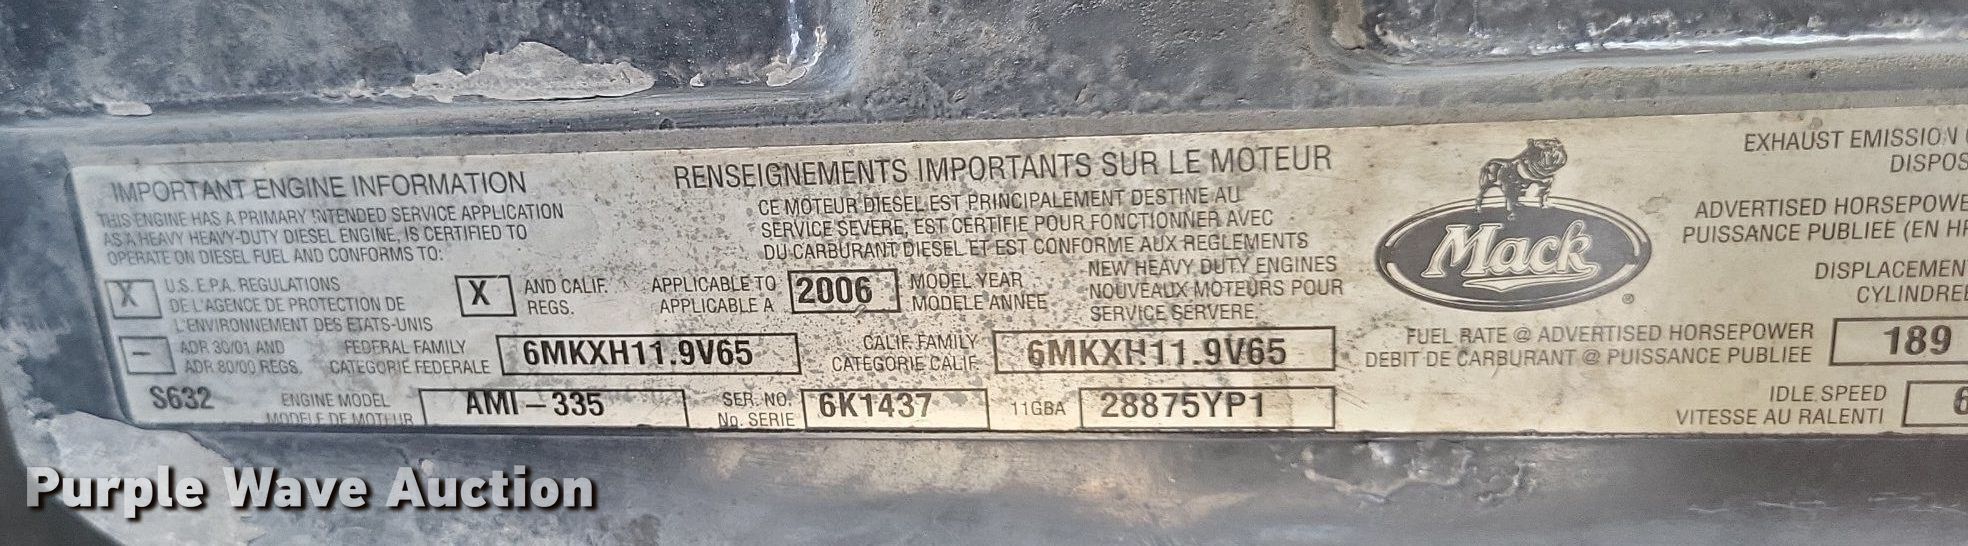 IMPORTANT ENGINE INFORMATION
THIS ENGINE HAS A PRIMARY INTENDED SERVICE APPLICATION
AS A HEAVY HEAVY-DUTY DIESEL ENGINE, IS CERTIFIED TO
OPERATE ON DIESEL FUEL AND CONFORMS TO:
X U.S. E.P.A. REGULATIONS
DE L'AGENCE DE PROTECTION DE
L'ENVIRONNEMENT DES ETATS-UNIS
X AND CALIF.
REGS.
- ADR 30/01 AND
ADR 80/00 REGS.
RENSEIGNEMENTS IMPORTANTS SUR LE MOTEUR
CE MOTEUR DIESEL EST PRINCIPALEMENT DESTINE AU
SERVICE SEVERE, EST CERTIFIE POUR FONCTIONNER AVEC
DU CARBURANT DIESEL ET EST CONFORME AUX REGLEMENTS
APPLICABLE TO
APPLICABLE A
2006
MODEL YEAR
MODELE ANNEE
NEW HEAVY DUTY ENGINES
NOUVEAUX MOTEURS POUR
SERVICE SERVERE
FEDERAL FAMILY
CATEGORIE FEDERALE
6MKXH11.9V65
CALIF. FAMILY
CATEGORIE CALIF.
6MKXH11.9V65
S632
ENGINE MODEL
MODELE DE MOTEUR
AMI-335
SER. NO.
No. SERIE
6K1437
11GBA
28875YP1
Mack
®
EXHAUST EMISSION
DISPOS
ADVERTISED HORSEPOWE
PUISSANCE PUBLIEE (EN HP
DISPLACEMEN
CYLINDREE
FUEL RATE @ ADVERTISED HORSEPOWER
DEBIT DE CARBURANT @ PUISSANCE PUBLIEE
189
IDLE SPEED
VITESSE AU RALENTI
6
Purple Wave Auction